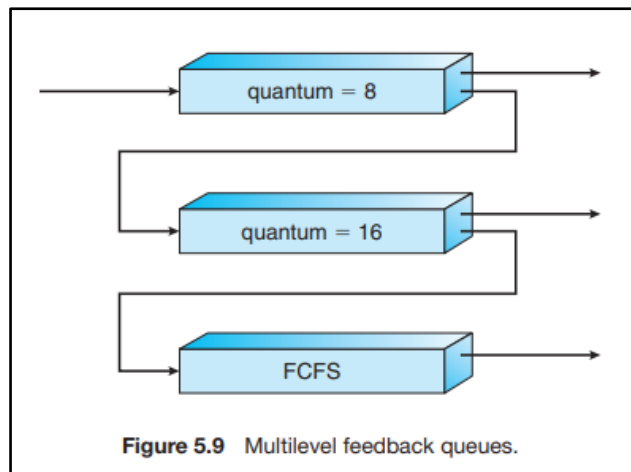 quantum = 8
quantum = 16
FCFS
Figure 5.9 Multilevel feedback queues.